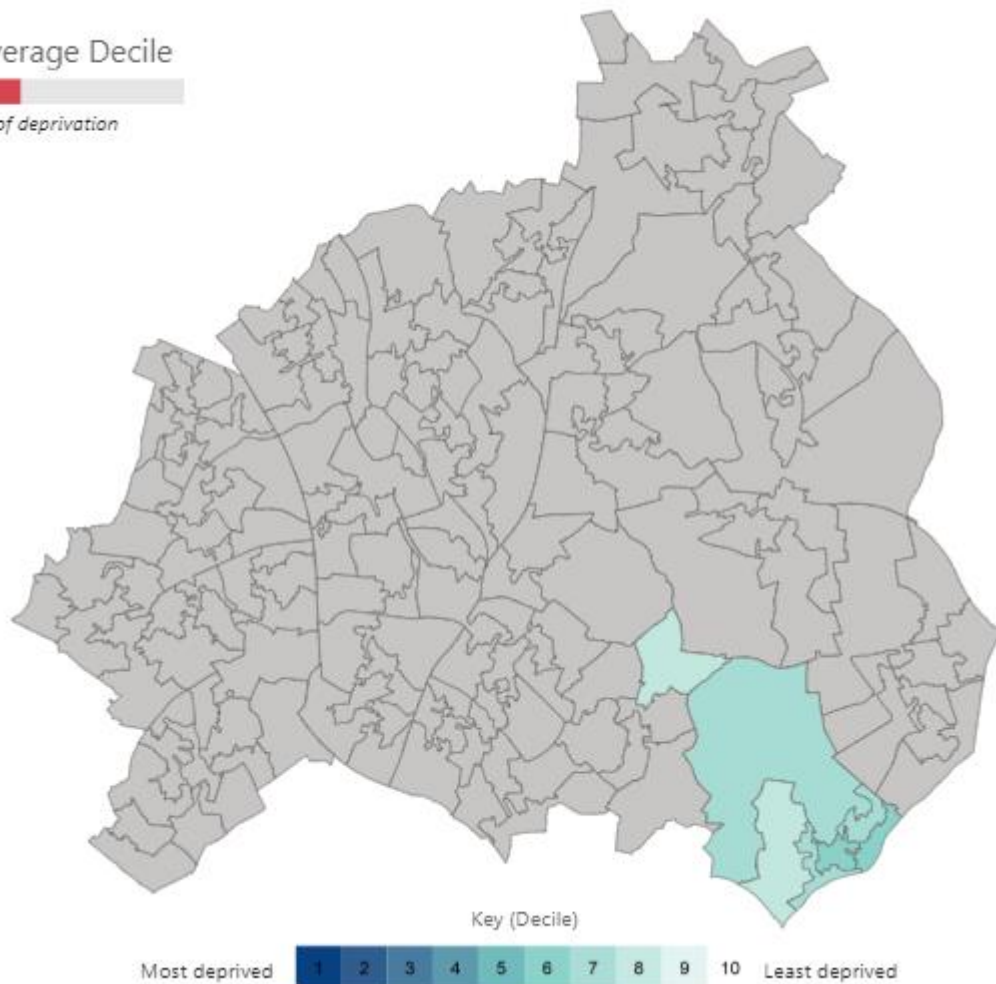 verage Decile
of deprivation
Key (Decile)
Most deprived 1 2 3 4 5 6 7 8 9 10 Least deprived